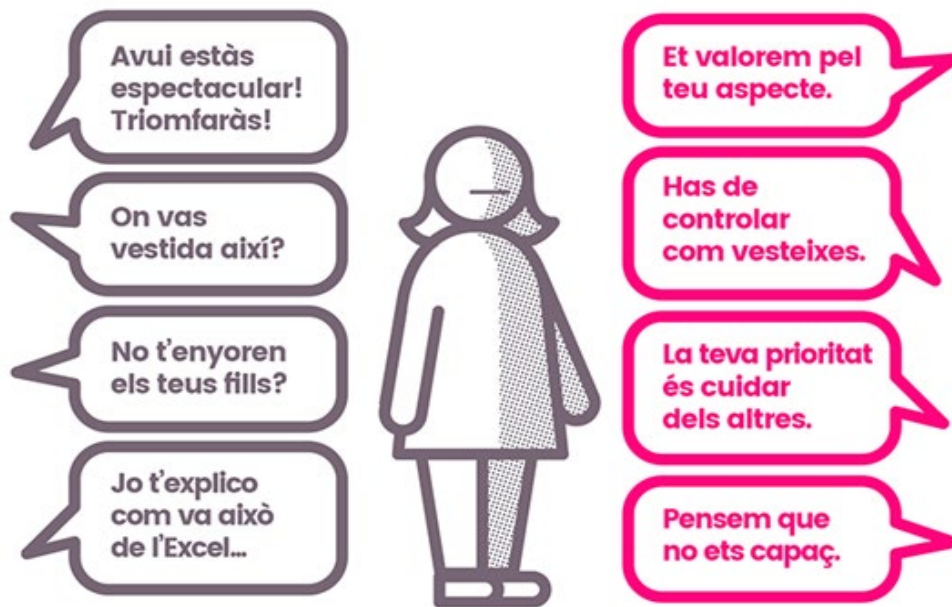 Avui estàs
espectacular!
Triomfaràs!
On vas
vestida així?
No t'enyoren
els teus fills?
Jo t'explico
com va això
de l'Excel...
Et valorem pel
teu aspecte.
Has de
controlar
com vesteixes.
La teva prioritat
és cuidar
dels altres.
Pensem que
no ets capaç.